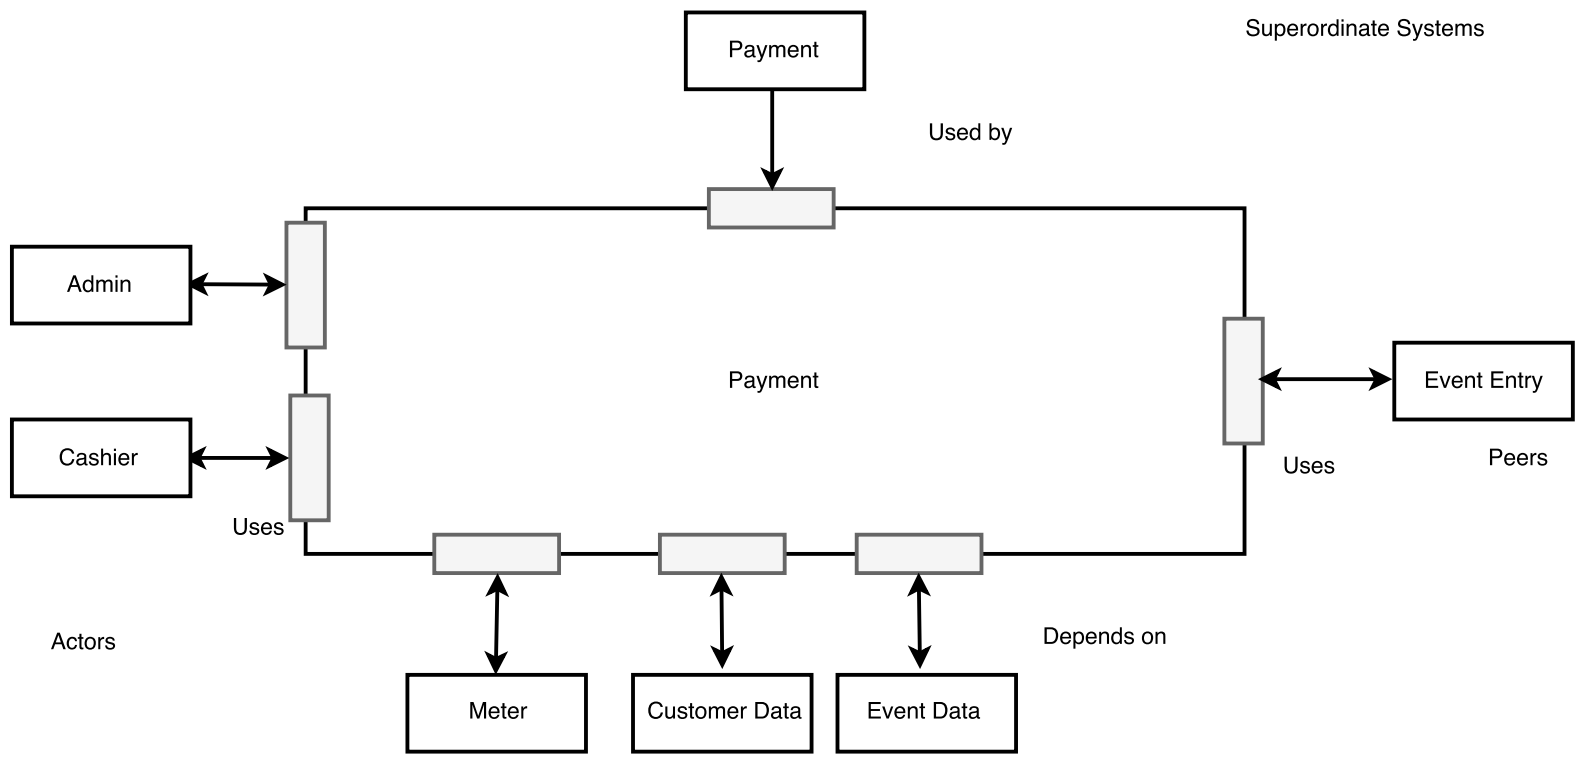 Superordinate Systems
Payment
Used by
Admin
Payment
Event Entry
Cashier
Uses
Peers
Uses
Actors
Depends on
Meter
Customer Data
Event Data